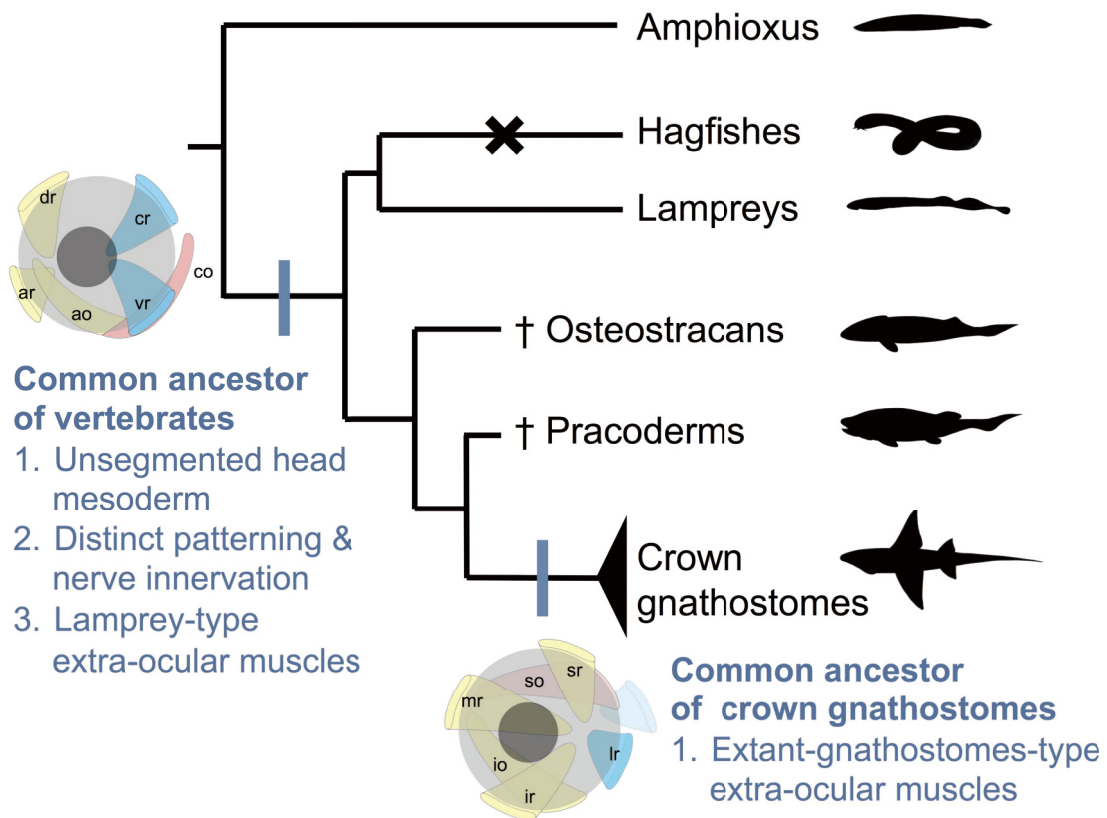 Amphioxus
Hagfishes
Lampreys
† Osteostracans
† Pracoderms
Crown
gnathostomes
dr
cr
co
ar
ao
vr
Common ancestor
of vertebrates
1. Unsegmented head
mesoderm
2. Distinct patterning &
nerve innervation
3. Lamprey-type
extra-ocular muscles
so
sr
mr
io
lr
ir
Common ancestor
of crown gnathostomes
1. Extant-gnathostomes-type
extra-ocular muscles